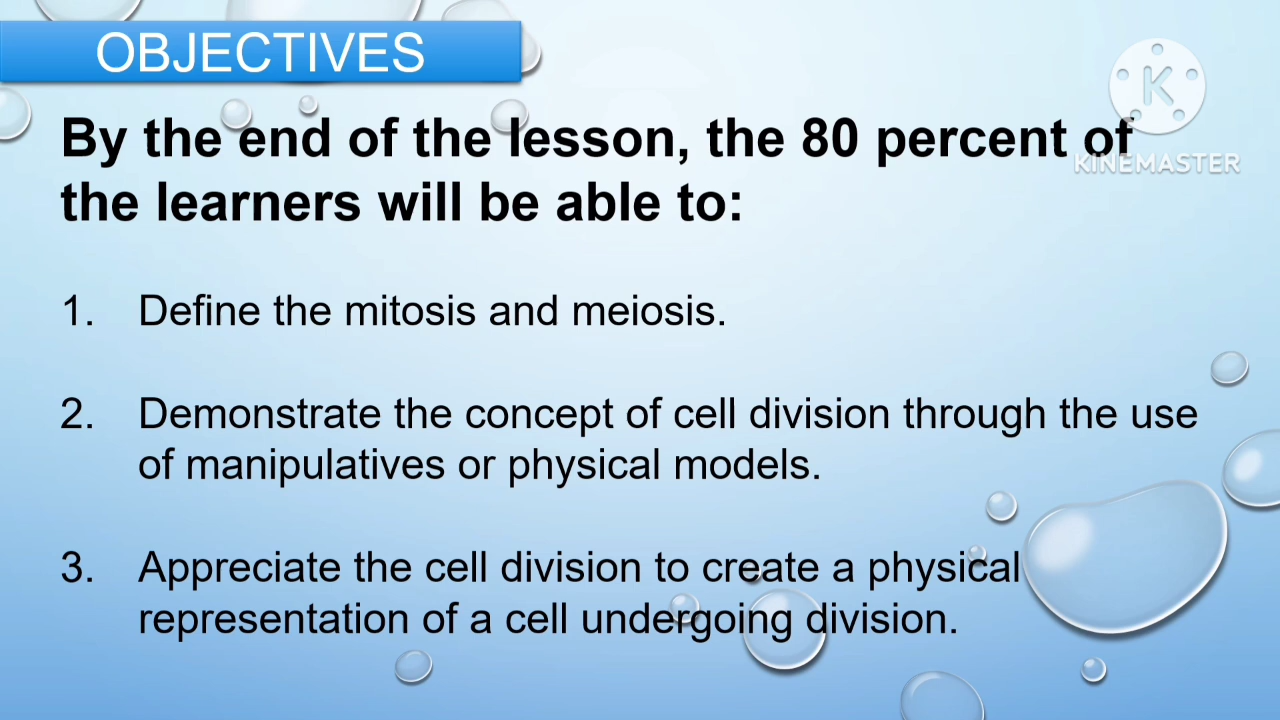 OBJECTIVES
By the end of the lesson, the 80 percent of
the learners will be able to:
1. Define the mitosis and meiosis.
2. Demonstrate the concept of cell division through the use
of manipulatives or physical models.
3. Appreciate the cell division to create a physical
representation of a cell undergoing division.
K
KINEMASTER